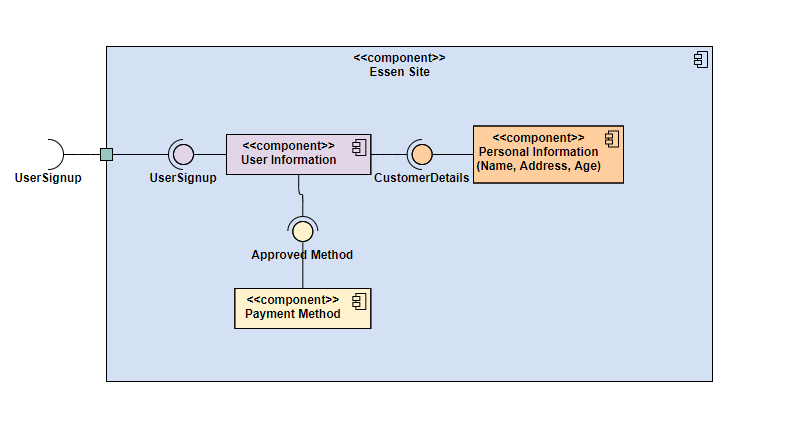 <<component>>
Essen Site
<<component>>
User Information
<<component>>
Personal Information
(Name, Address, Age)
UserSignup
UserSignup
CustomerDetails
Approved Method
<<component>>
Payment Method